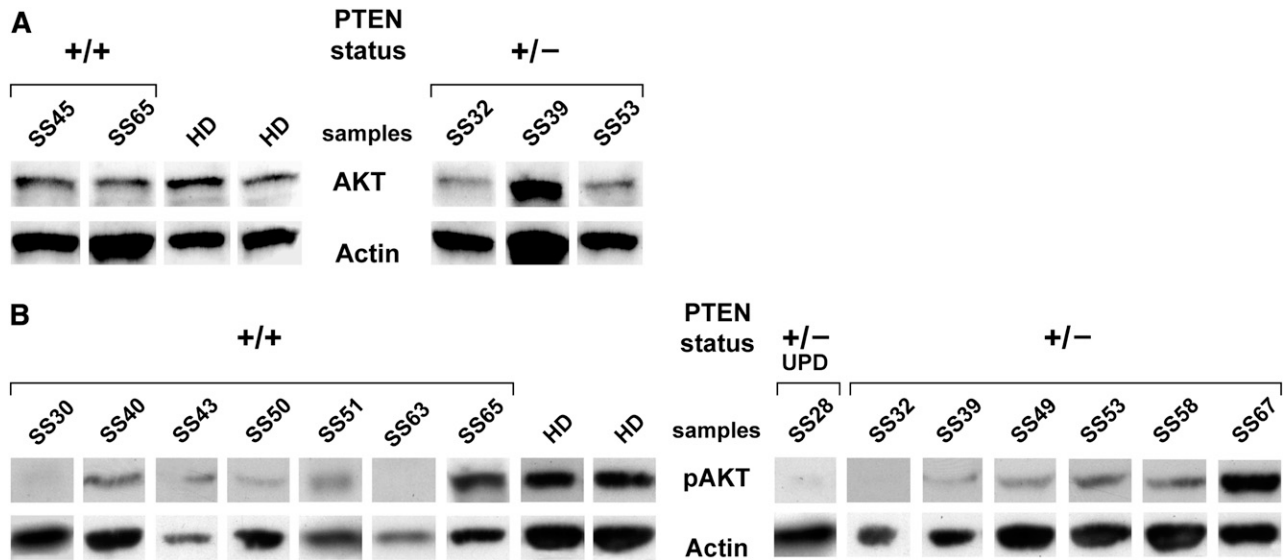 A
PTEN
status
+/+
+/−
SS45 SS65 HD HD samples SS32 SS39 SS53
AKT
Actin
B
PTEN
status
+/+
+/−
UPD
+/−
SS30 SS40 SS43 SS50 SS51 SS63 SS65 HD HD samples SS28 SS32 SS39 SS49 SS53 SS58 SS67
pAKT
Actin